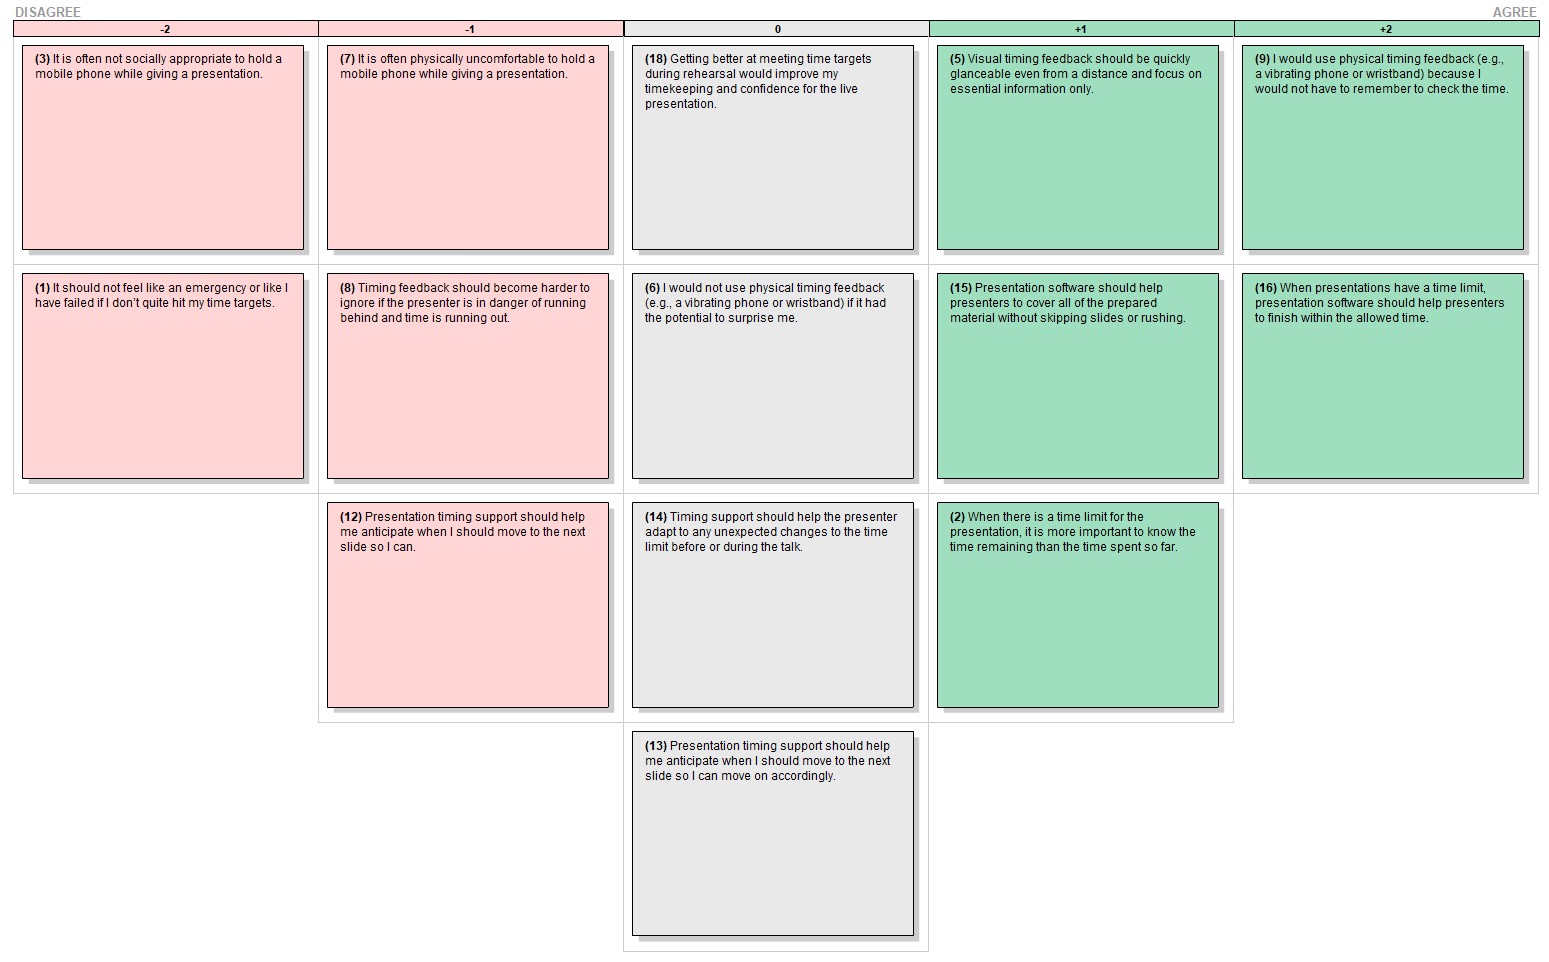 DISAGREE
AGREE
-2
-1
0
+1
+2
(3) It is often not socially appropriate to hold a
mobile phone while giving a presentation.
(7) It is often physically uncomfortable to hold a
mobile phone while giving a presentation.
(18) Getting better at meeting time targets
during rehearsal would improve my
timekeeping and confidence for the live
presentation.
(5) Visual timing feedback should be quickly
glanceable even from a distance and focus on
essential information only.
(9) I would use physical timing feedback (e.g.,
a vibrating phone or wristband) because I
would not have to remember to check the time.
(1) It should not feel like an emergency or like I
have failed if I don't quite hit my time targets.
(8) Timing feedback should become harder to
ignore if the presenter is in danger of running
behind and time is running out.
(6) I would not use physical timing feedback
(e.g., a vibrating phone or wristband) if it had
the potential to surprise me.
(15) Presentation software should help
presenters to cover all of the prepared
material without skipping slides or rushing.
(16) When presentations have a time limit,
presentation software should help presenters
to finish within the allowed time.
(12) Presentation timing support should help
me anticipate when I should move to the next
slide so I can.
(14) Timing support should help the presenter
adapt to any unexpected changes to the time
limit before or during the talk.
(2) When there is a time limit for the
presentation, it is more important to know the
time remaining than the time spent so far.
(13) Presentation timing support should help
me anticipate when I should move to the next
slide so I can move on accordingly.